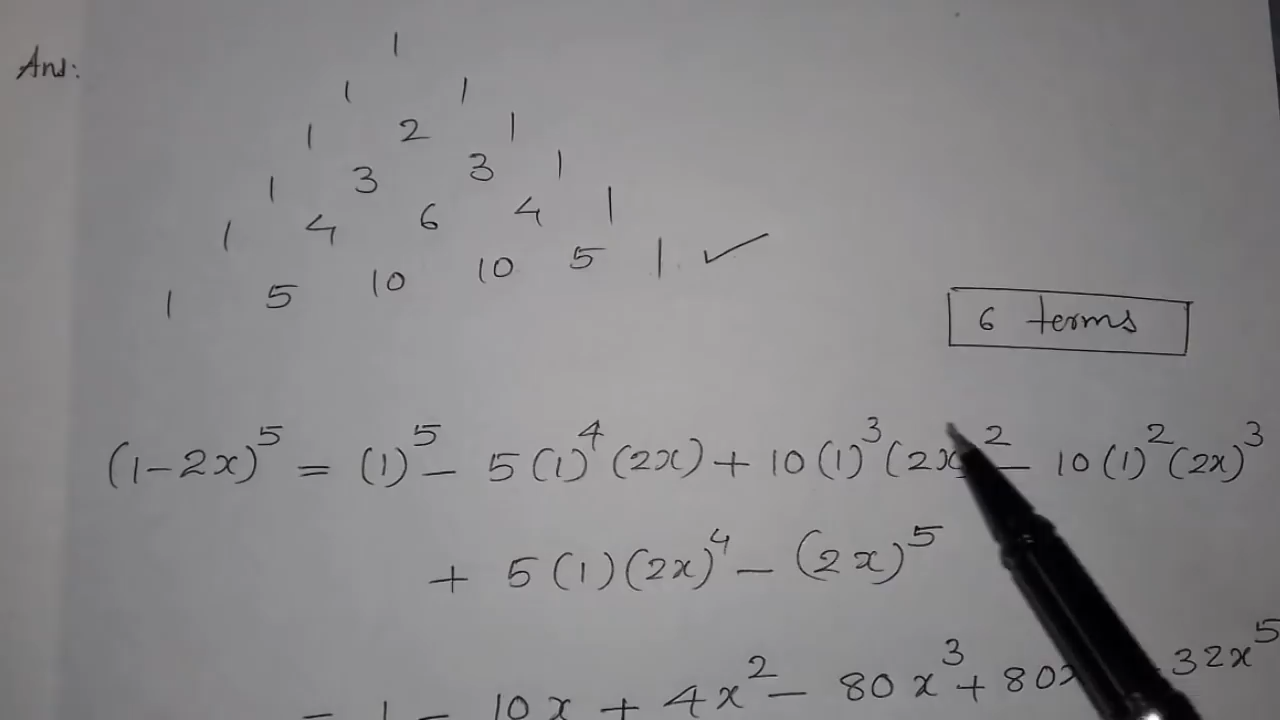 Ans:
1
1 1
1 2 1
1 3 3 1
1 4 6 4 1
1 5 10 10 5 1 ✓
6 terms
(1-2x)^5 = (1)^5 - 5(1)^4(2x) + 10(1)^3(2x)^2 - 10(1)^2(2x)^3
+ 5(1)(2x)^4 - (2x)^5
= 1 - 10x + 4x^2 - 80x^3 + 80x - 32x^5